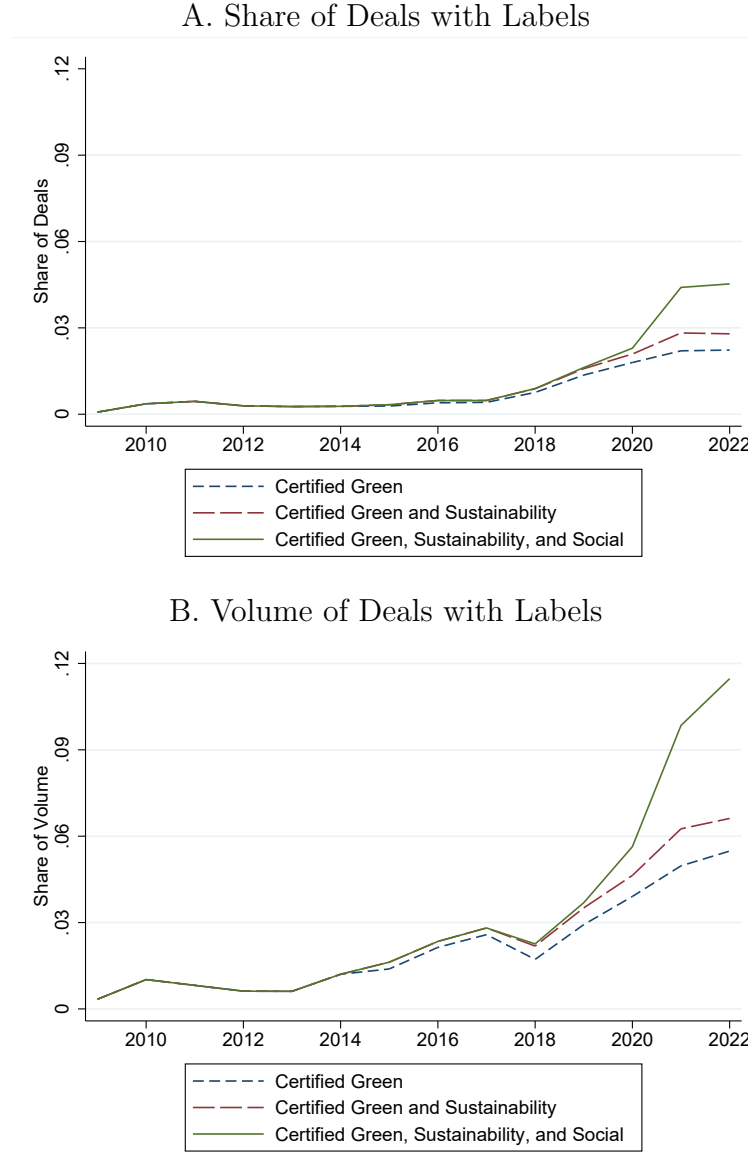 A. Share of Deals with Labels
.12
.09
.06
.03
0
Share of Deals
2010 2012 2014 2016 2018 2020 2022
Certified Green
Certified Green and Sustainability
Certified Green, Sustainability, and Social
B. Volume of Deals with Labels
.12
.09
.06
.03
0
Share of Volume
2010 2012 2014 2016 2018 2020 2022
Certified Green
Certified Green and Sustainability
Certified Green, Sustainability, and Social